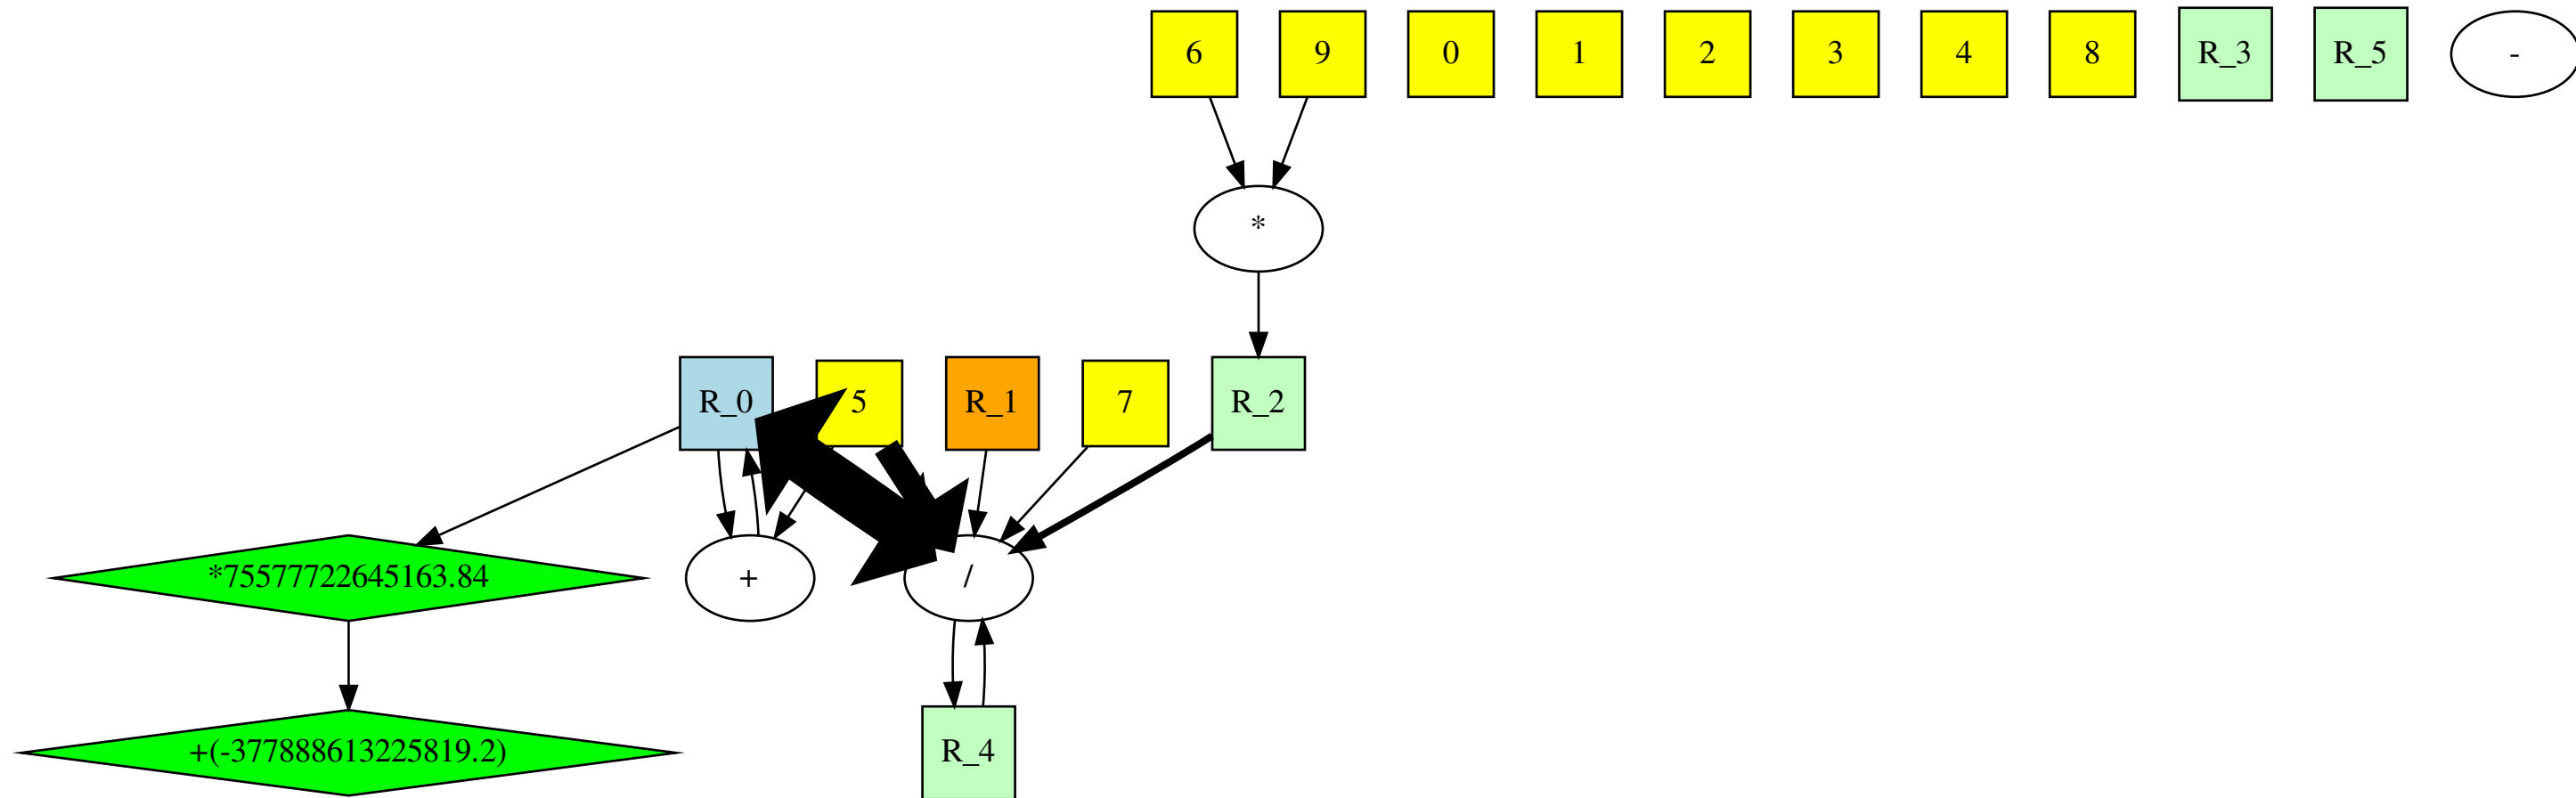 6 9 0 1 2 3 4 8 R_3 R_5 -
*
R_0 5 R_1 7 R_2
*75577722645163.84 + /
+(-377888613225819.2) R_4